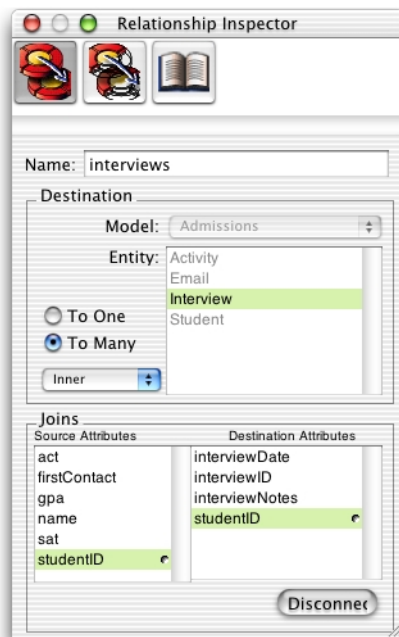 Relationship Inspector
Name: interviews
Destination
Model: Admissions
Entity: Activity
Email
Interview
Student
To One
To Many
Inner
Joins
Source Attributes
Destination Attributes
act
firstContact
gpa
name
sat
studentID
interviewDate
interviewID
interviewNotes
studentID
Disconnec